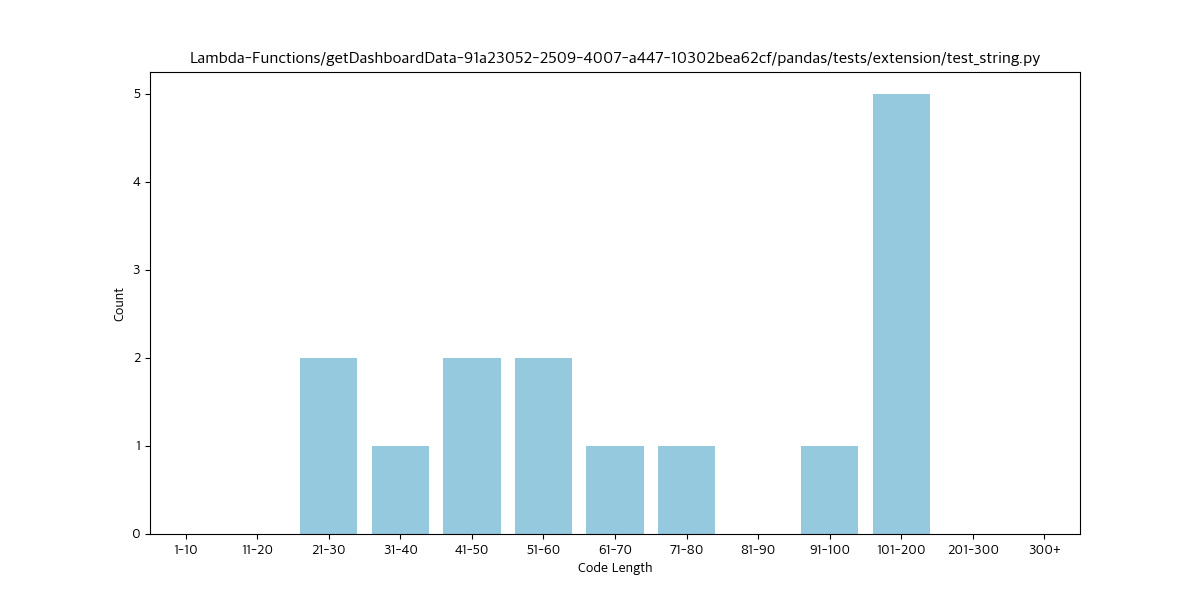 Lambda-Functions/getDashboardData-91a23052-2509-4007-a447-10302bea62cf/pandas/tests/extension/test_string.py
5
4
3
2
1
0
Count
1-10 11-20 21-30 31-40 41-50 51-60 61-70 71-80 81-90 91-100 101-200 201-300 300+
Code Length